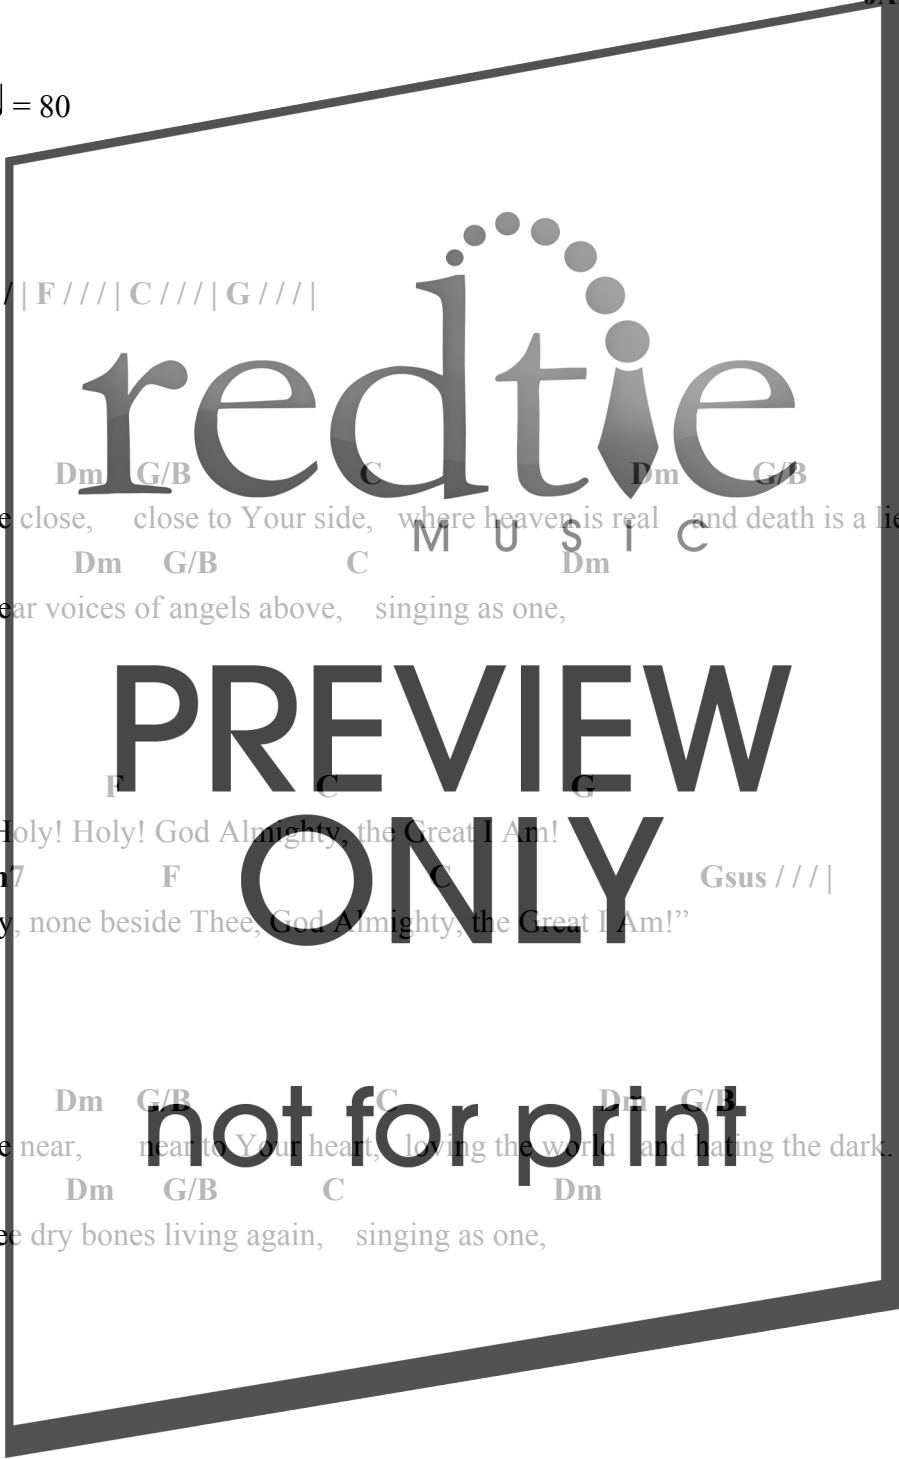 = 80
/ | F / / / | C / / / | G / / / |
redtie
MUSIC
Dm G/B C Dm G/B
e close, close to Your side, where heaven is real and death is a lie
Dm G/B C Dm
ear voices of angels above, singing as one,
PREVIEW
F C G
Holy! Holy! God Almighty, the Great I Am!
ONLY
7 F C Gsus / / / |
y, none beside Thee, God Almighty, the Great I Am!”
Dm G/B C Dm G/B
not for print
e near, near to Your heart, loving the world and hating the dark.
Dm G/B C Dm
ee dry bones living again, singing as one,